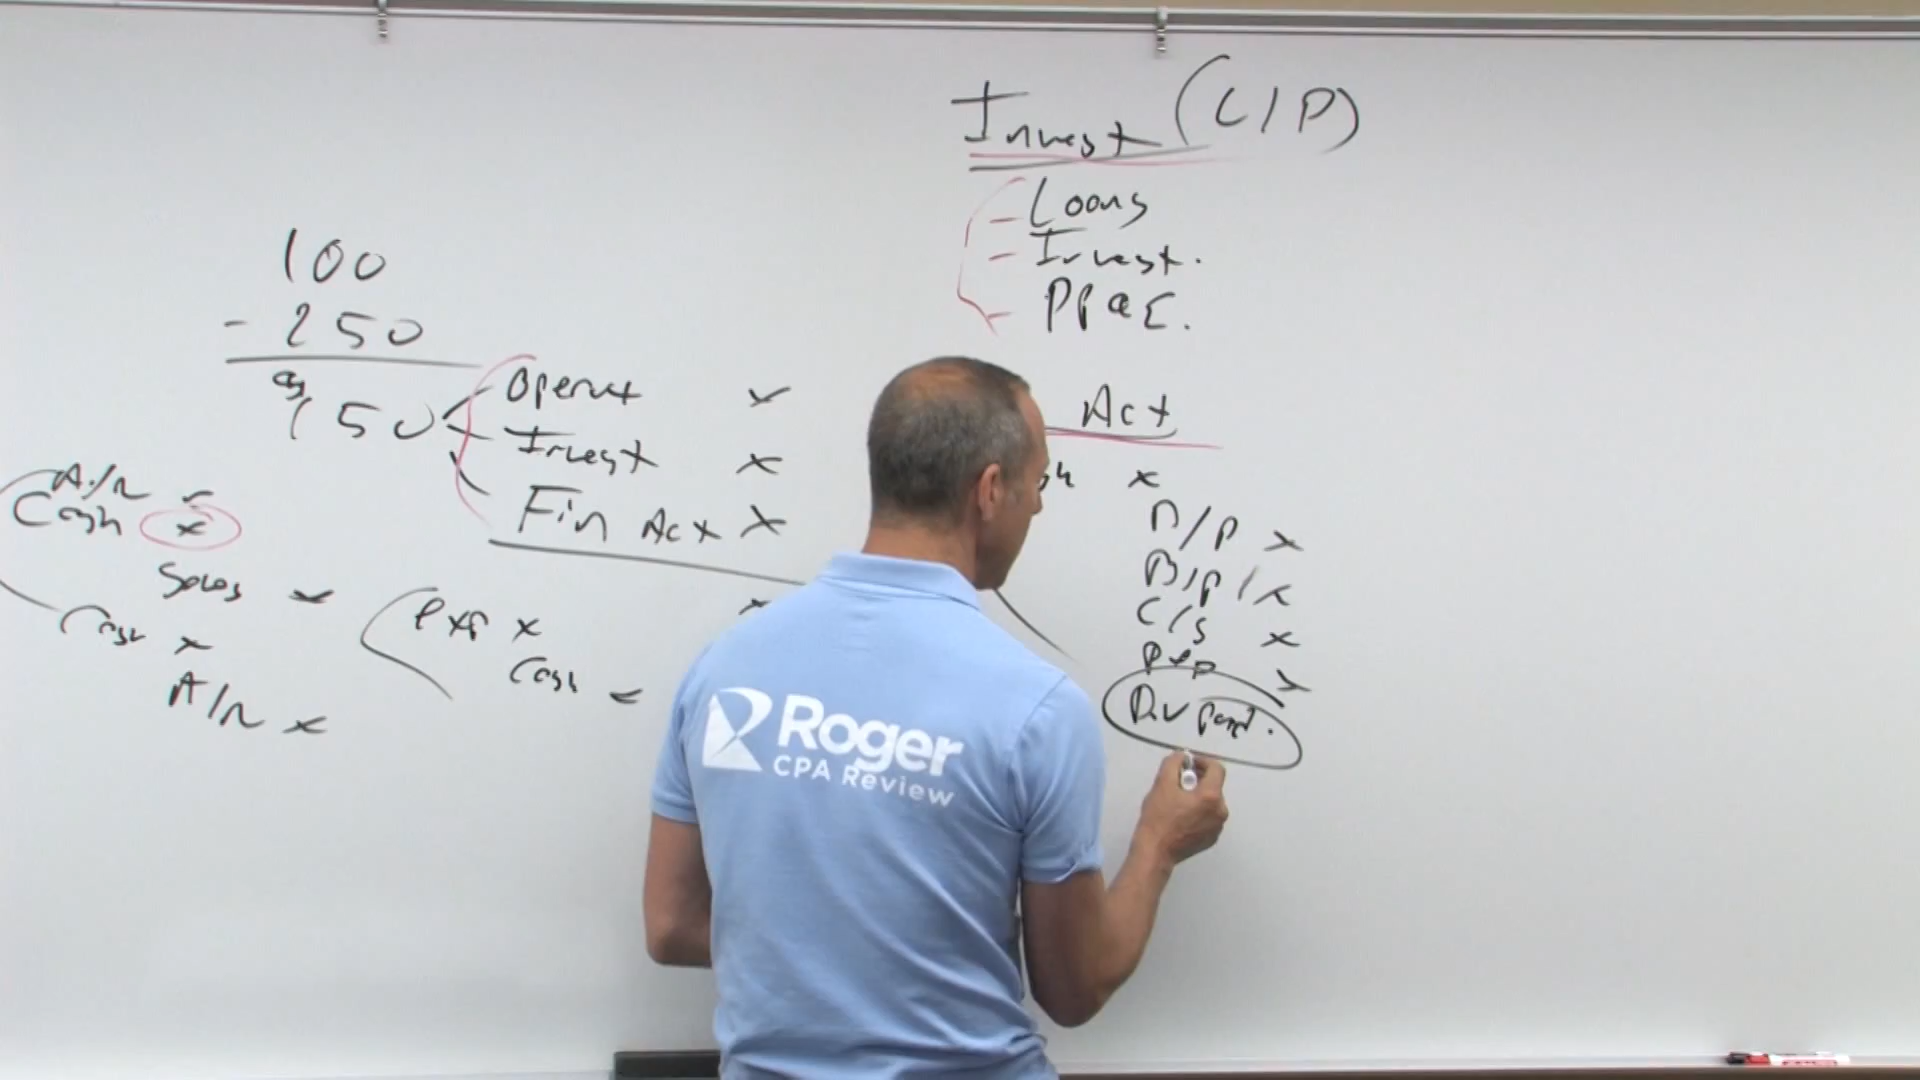 100
- 250
150
Operat x
Invest x
Fin Act x
A/R x
Cash x
Sales x
Cash x
A/R x
exp x
Cash x
Invest (LIP)
- Loans
- Invest.
- PP&E.
Act
x
N/P x
B/P x
C/S x
x
Div paid.
Roger
CPA Review